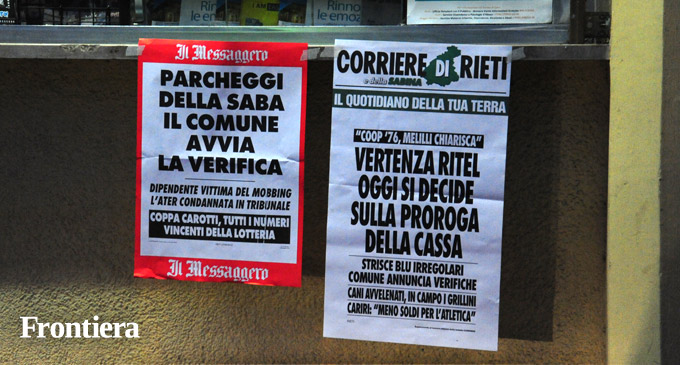 Il Messaggero
PARCHEGGI
DELLA SABA
IL COMUNE
AVVIA
LA VERIFICA
DIPENDENTE VITTIMA DEL MOBBING
L'ATER CONDANNATA IN TRIBUNALE
COPPA CAROTTI, TUTTI I NUMERI
VINCENTI DELLA LOTTERIA
Il Messaggero
CORRIERE DI RIETI
e della SABINA
IL QUOTIDIANO DELLA TUA TERRA
"COOP '76, MELILLI CHIARISCA"
VERTENZA RITEL
OGGI SI DECIDE
SULLA PROROGA
DELLA CASSA
STRISCE BLU IRREGOLARI
COMUNE ANNUNCIA VERIFICHE
CANI AVVELENATI, IN CAMPO I GRILLINI
CARIRI: "MENO SOLDI PER L'ATLETICA"
Frontiera